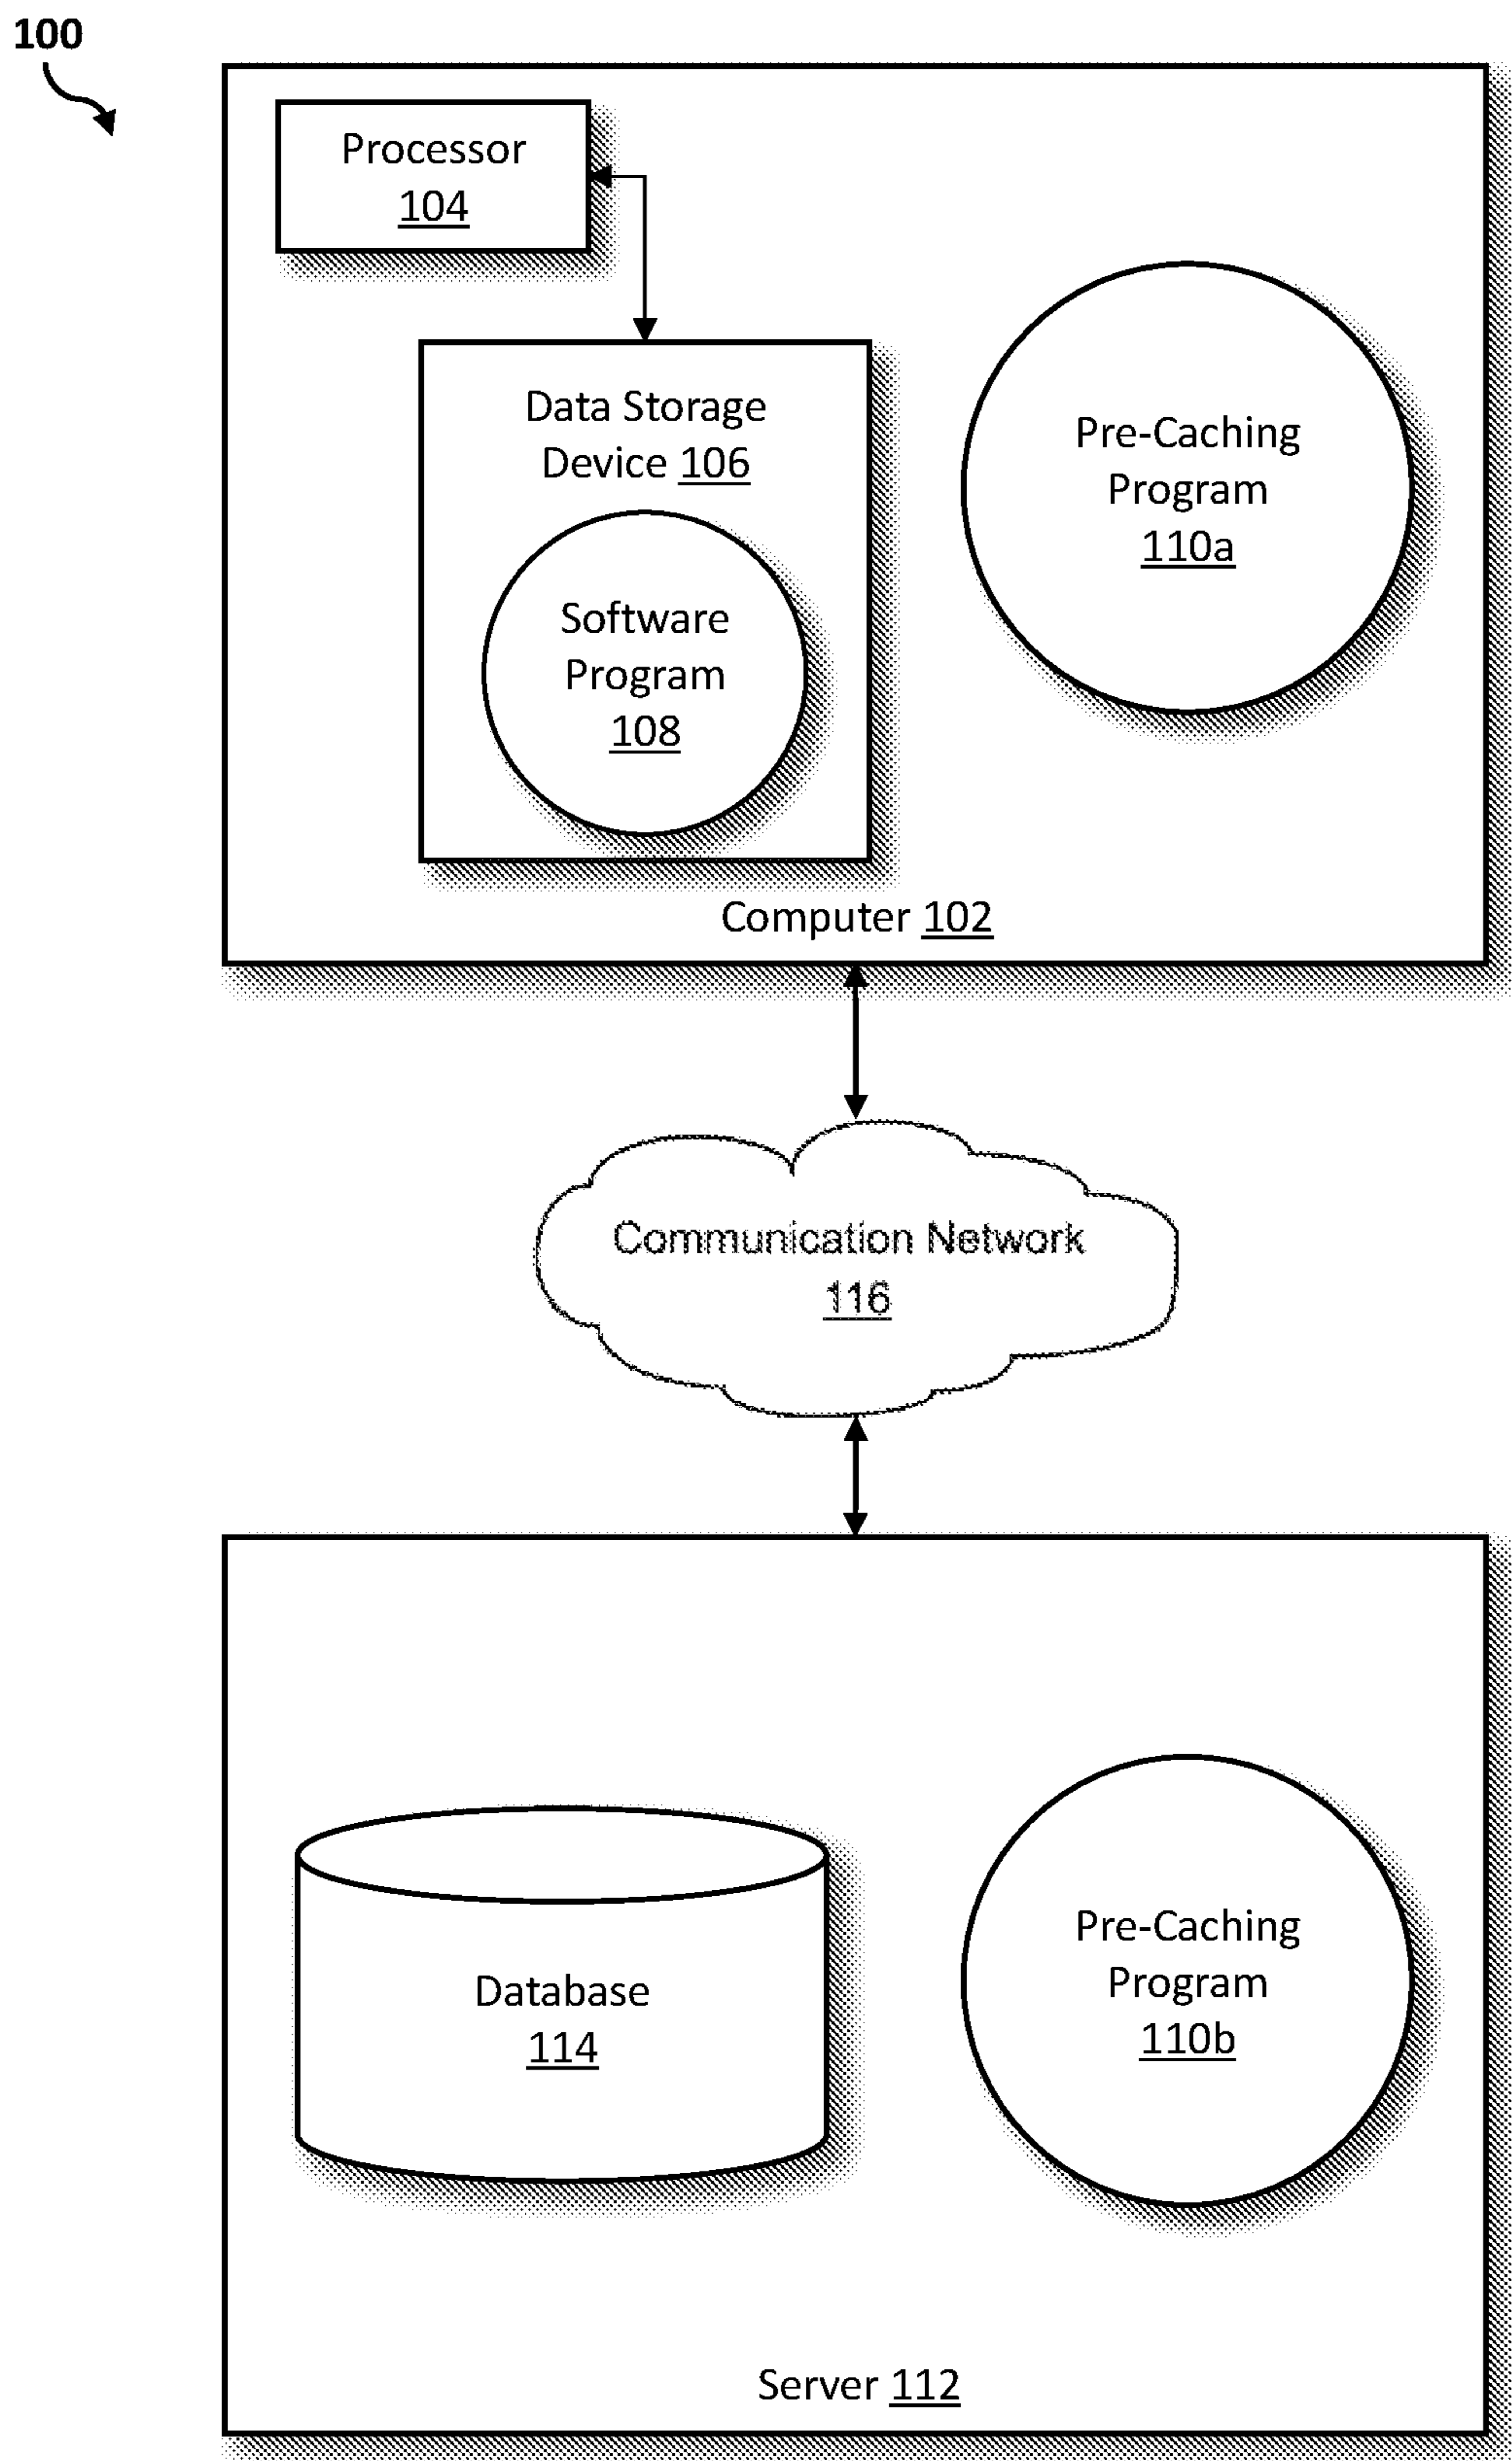 100
Processor
104
Data Storage
Device 106
Software
Program
108
Pre-Caching
Program
110a
Computer 102
Communication Network
116
Database
114
Pre-Caching
Program
110b
Server 112